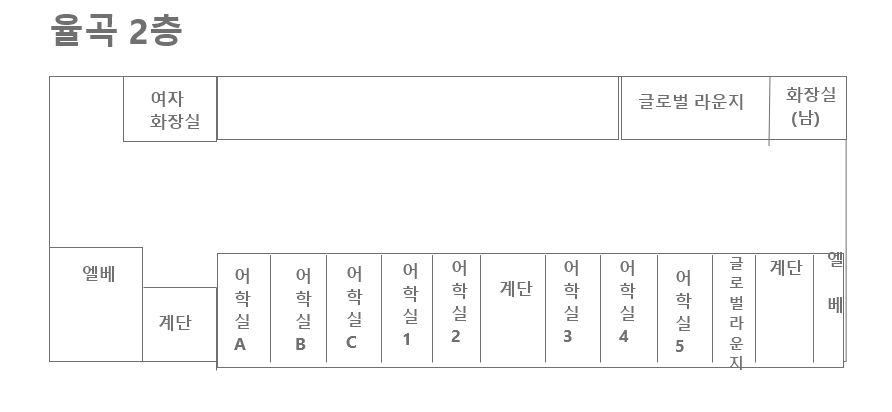 율곡 2층
여자
화장실
글로벌 라운지
화장실
(남)
엘베
계단
어학실A
어학실B
어학실C
어학실1
어학실2
계단
어학실3
어학실4
어학실5
글로벌라운지
계단
엘베